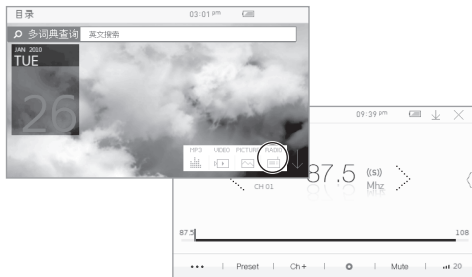 目录 03:01 pm
多词典查询 英文搜索
JAN 2010
TUE
26
MP3 VIDEO PICTURE RADIO
09:39 pm
87.5 ((S))
CH 01 Mhz
87.5 108
••• Preset Ch+ Mute 20